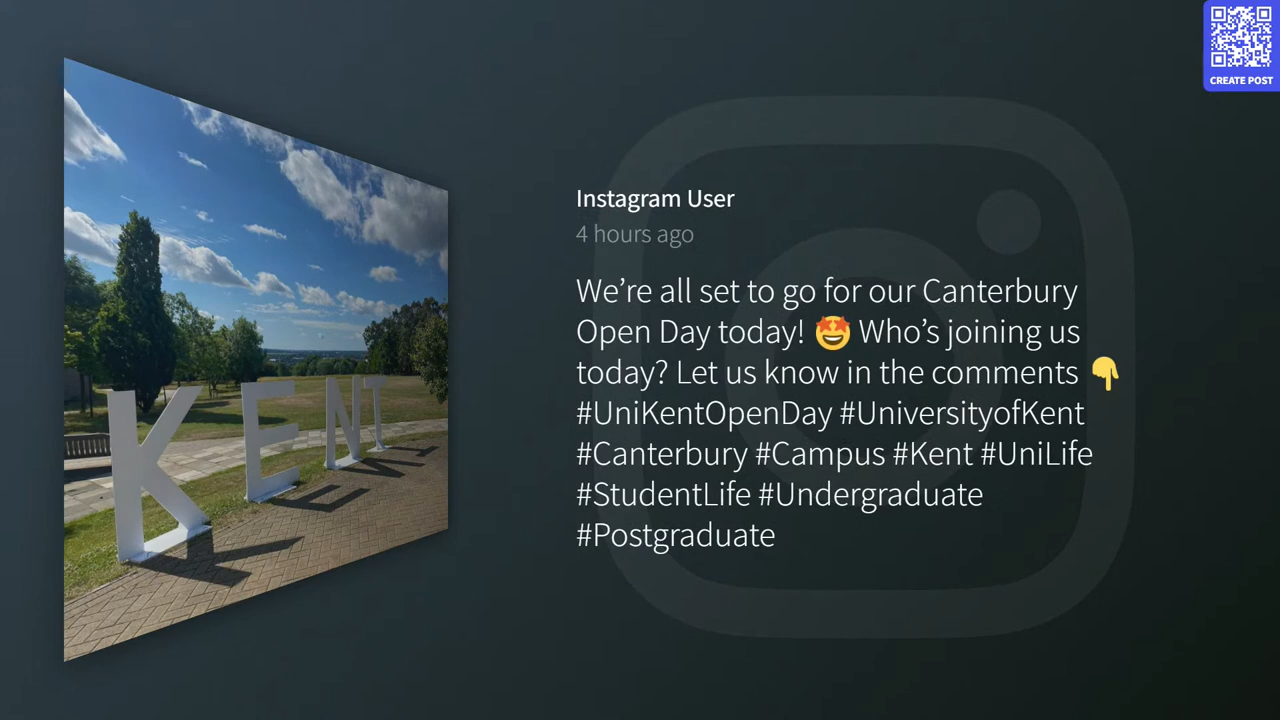 CREATE POST
KENT
Instagram User
4 hours ago
We’re all set to go for our Canterbury
Open Day today! 🤩 Who’s joining us
today? Let us know in the comments 👇
#UniKentOpenDay #UniversityofKent
#Canterbury #Campus #Kent #UniLife
#StudentLife #Undergraduate
#Postgraduate